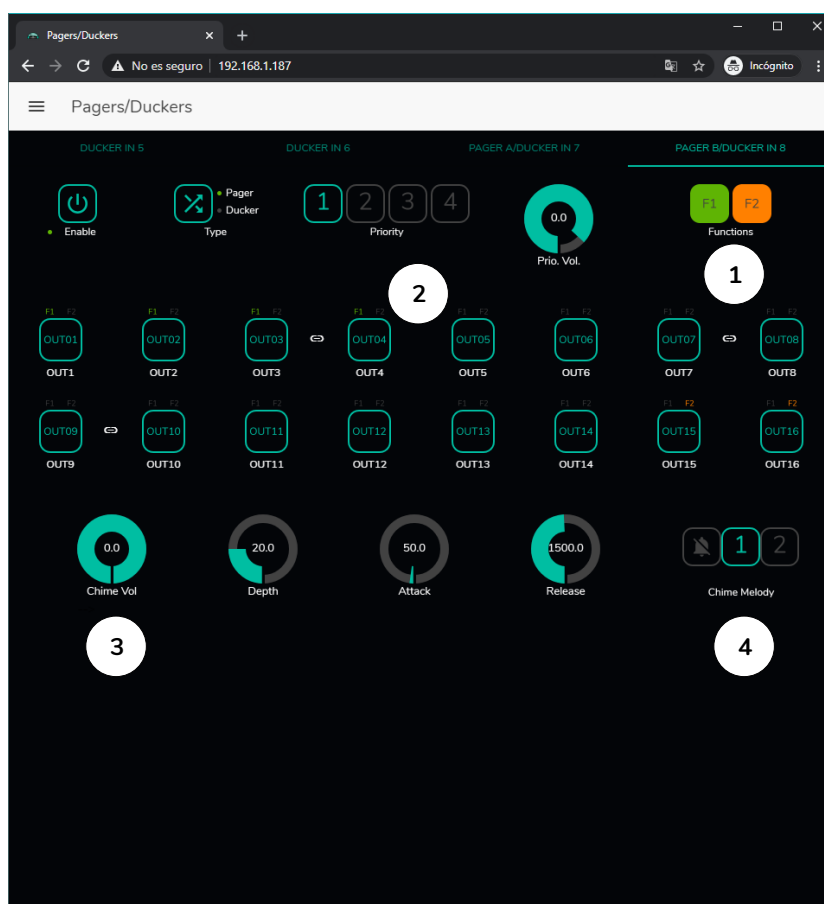 Pagers/Duckers
No es seguro | 192.168.1.187
Incógnito
Pagers/Duckers
DUCKER IN 5 DUCKER IN 6 PAGER A/DUCKER IN 7 PAGER B/DUCKER IN 8
Pager
Ducker
1 2 3 4
0.0
F1 F2
Enable Type Priority Prio. Vol. Functions
1
2
F1 F2 F1 F2 F1 F2 F1 F2 F1 F2 F1 F2 F1 F2 F1 F2
OUT01 OUT02 OUT03 OUT04 OUT05 OUT06 OUT07 OUT08
OUT1 OUT2 OUT3 OUT4 OUT5 OUT6 OUT7 OUT8
F1 F2 F1 F2 F1 F2 F1 F2 F1 F2 F1 F2 F1 F2 F1 F2
OUT09 OUT10 OUT11 OUT12 OUT13 OUT14 OUT15 OUT16
OUT9 OUT10 OUT11 OUT12 OUT13 OUT14 OUT15 OUT16
0.0 20.0 50.0 1500.0 1 2
Chime Vol Depth Attack Release Chime Melody
3 4